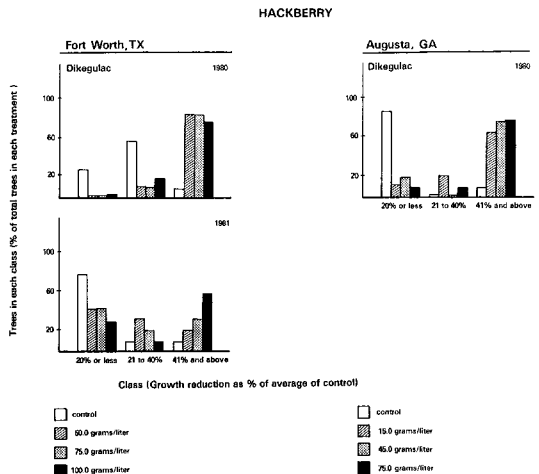 HACKBERRY
Fort Worth, TX
Dikegulac 1980
100
60
20
1981
100
60
20
20% or less 21 to 40% 41% and above
Augusta, GA
Dikegulac 1980
100
60
20
20% or less 21 to 40% 41% and above
Trees in each class (% of total trees in each treatment)
Class (Growth reduction as % of average of control)
control
50.0 grams/liter
75.0 grams/liter
100.0 grams/liter
control
15.0 grams/liter
45.0 grams/liter
75.0 grams/liter